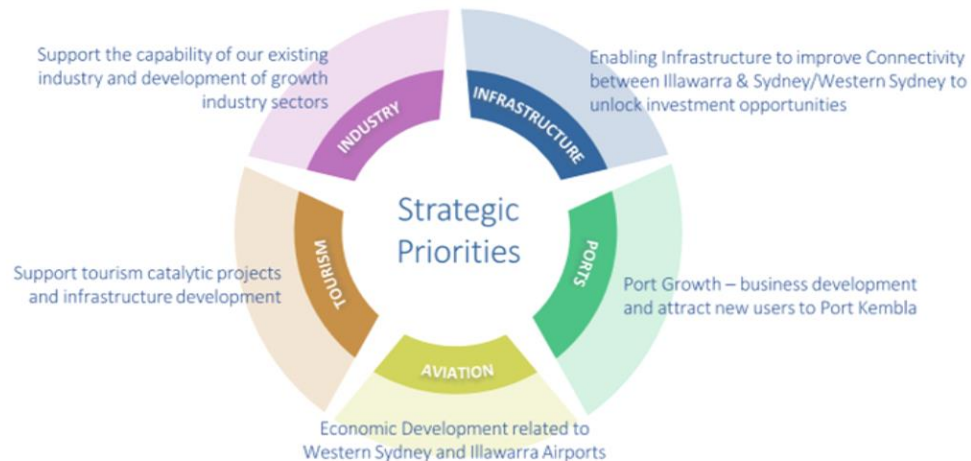 Support the capability of our existing
industry and development of growth
industry sectors
INDUSTRY
Enabling Infrastructure to improve Connectivity
between Illawarra & Sydney/Western Sydney to
unlock investment opportunities
INFRASTRUCTURE
Strategic
Priorities
Support tourism catalytic projects
and infrastructure development
TOURISM
PORTS
Port Growth – business development
and attract new users to Port Kembla
AVIATION
Economic Development related to
Western Sydney and Illawarra Airports